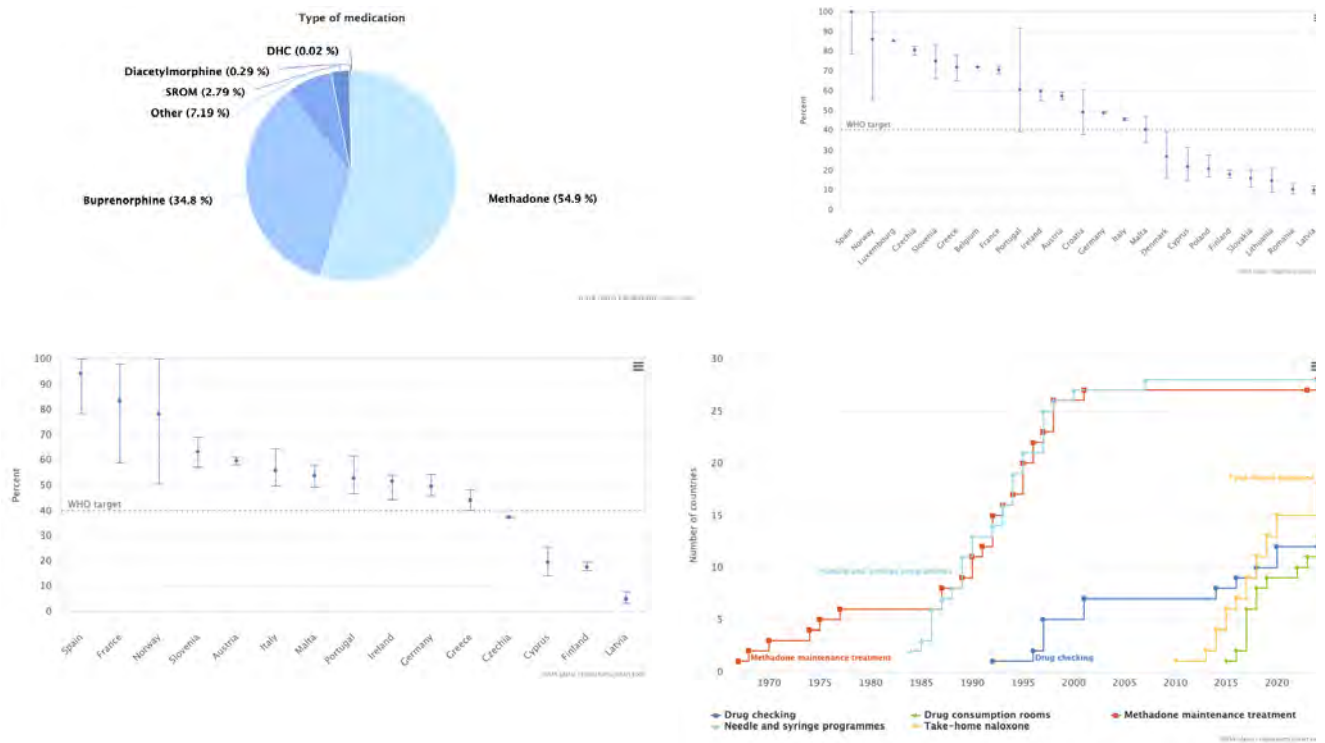 Type of medication
DHC (0.02 %)
Diacetylmorphine (0.29 %)
SROM (2.79 %)
Other (7.19 %)
Buprenorphine (34.8 %)
Methadone (54.9 %)
Percent
100
90
80
70
60
50
40
30
20
10
0
WHO target
Spain
Norway
Luxembourg
Czechia
Slovenia
Greece
Belgium
France
Portugal
Ireland
Austria
Croatia
Germany
Italy
Malta
Denmark
Cyprus
Poland
Finland
Slovakia
Lithuania
Romania
Latvia
Percent
100
90
80
70
60
50
40
30
20
10
0
WHO target
Spain
France
Norway
Slovenia
Austria
Italy
Malta
Portugal
Ireland
Germany
Greece
Czechia
Cyprus
Finland
Latvia
Number of countries
30
25
20
15
10
5
0
Take-home naloxone
Needle and syringe programmes
Methadone maintenance treatment
Drug checking
1970
1975
1980
1985
1990
1995
2000
2005
2010
2015
2020
Drug checking
Drug consumption rooms
Methadone maintenance treatment
Needle and syringe programmes
Take-home naloxone